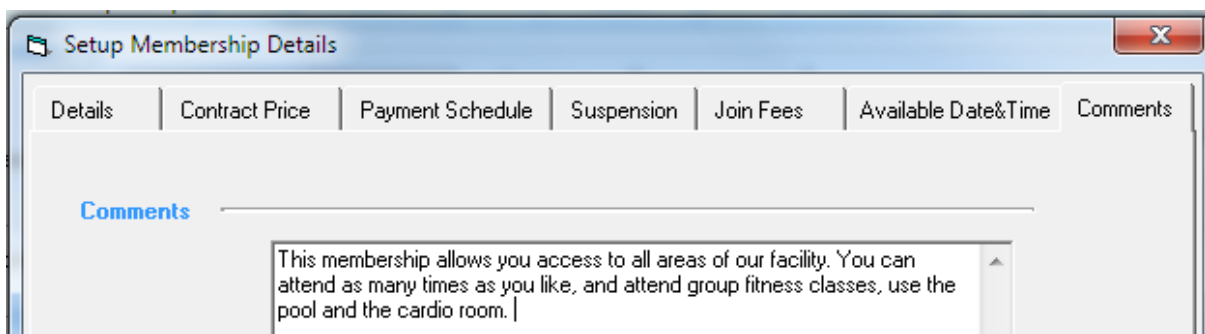 Setup Membership Details
Details Contract Price Payment Schedule Suspension Join Fees Available Date&Time Comments
Comments
This membership allows you access to all areas of our facility. You can
attend as many times as you like, and attend group fitness classes, use the
pool and the cardio room.